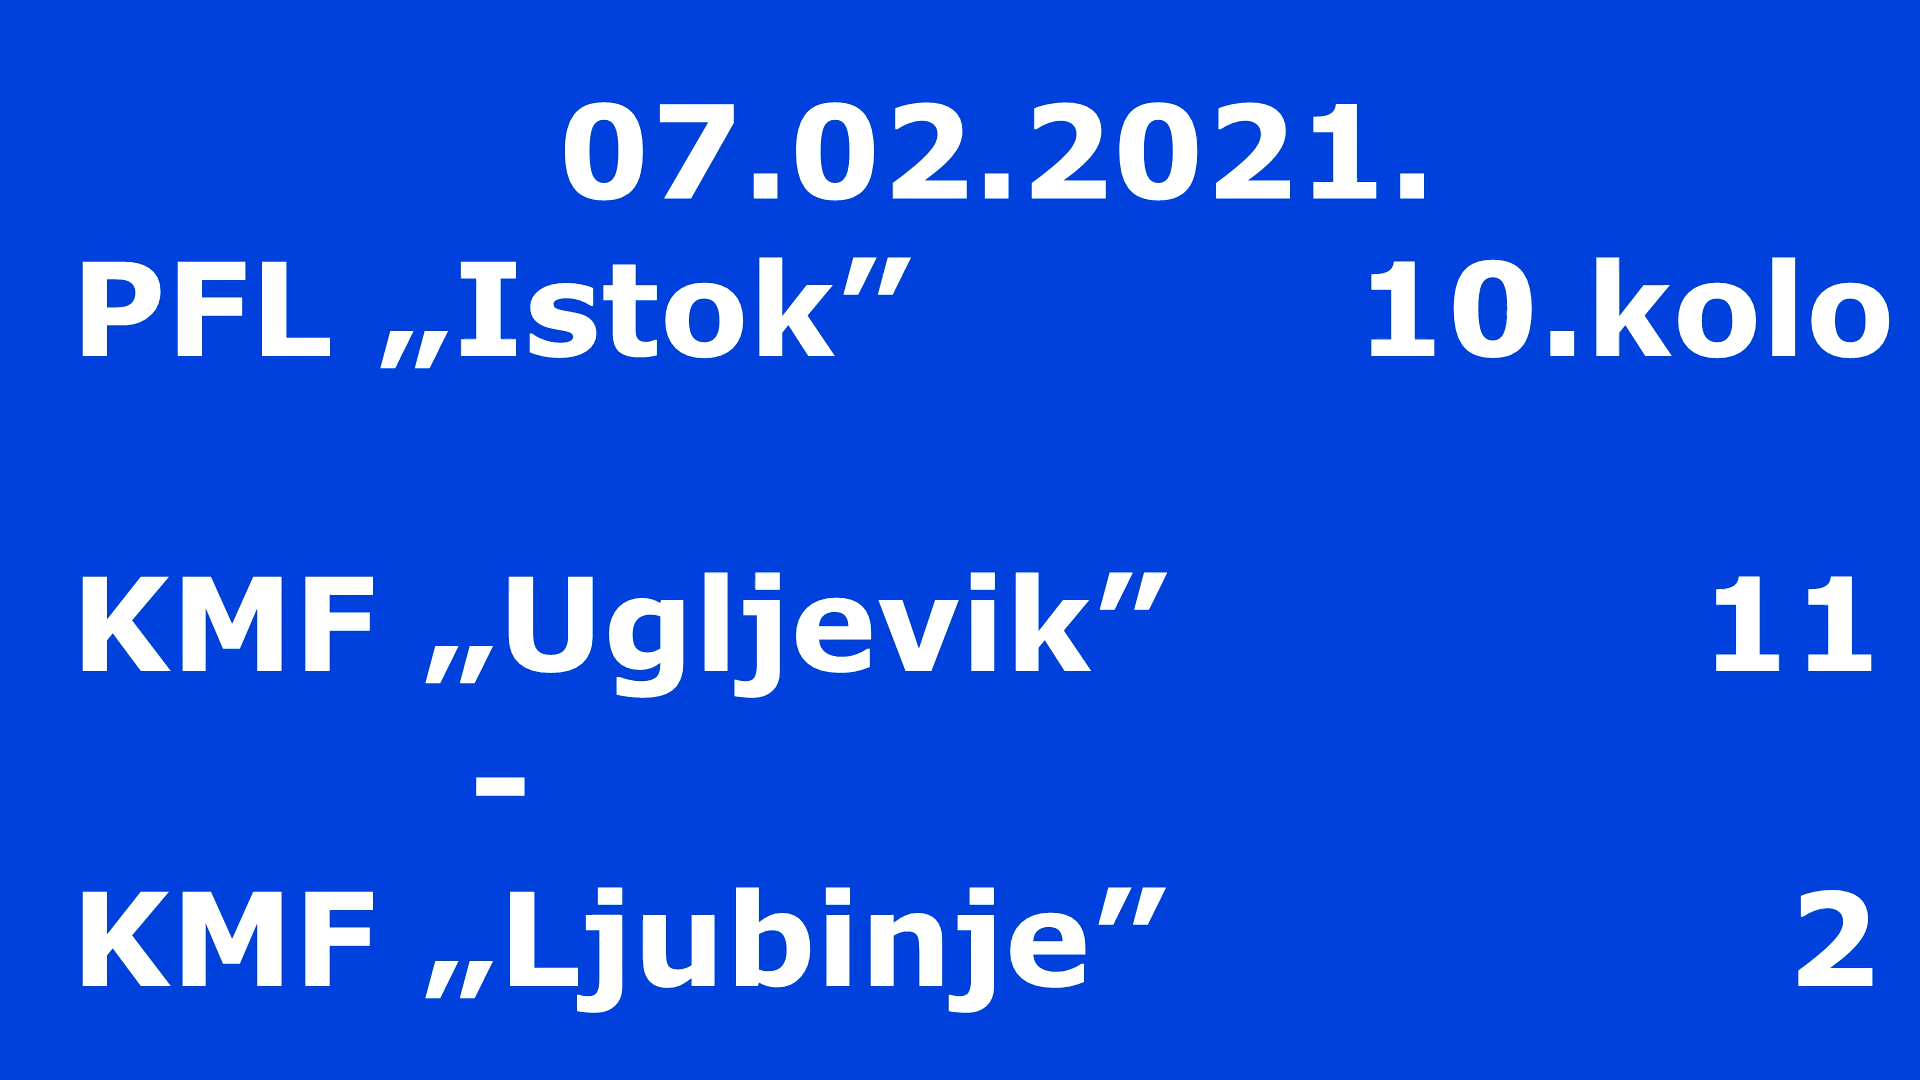 07.02.2021.
PFL „Istok” 10.kolo
KMF „Ugljevik” 11
-
KMF „Ljubinje” 2